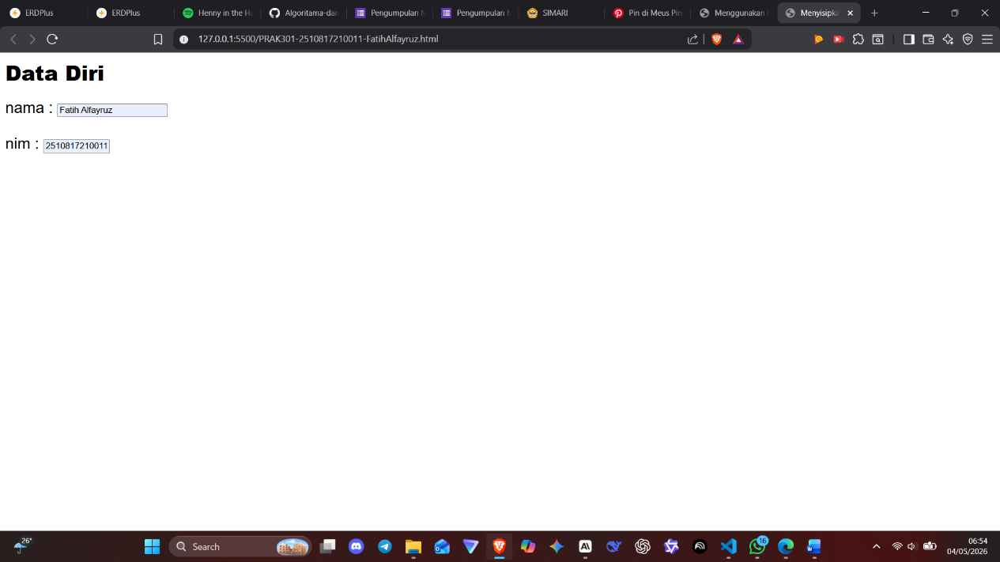 ERDPlus
ERDPlus
Henny in the Ha
Algoritama-dan
Pengumpulan M
Pengumpulan M
SIMARI
Pin di Meus Pin
Menggunakan
Menyisipka
127.0.0.1:5500/PRAK301-2510817210011-FatihAlfayruz.html
Data Diri
nama : Fatih Alfayruz
nim : 2510817210011
26°
Search
16
06:54
04/05/2026